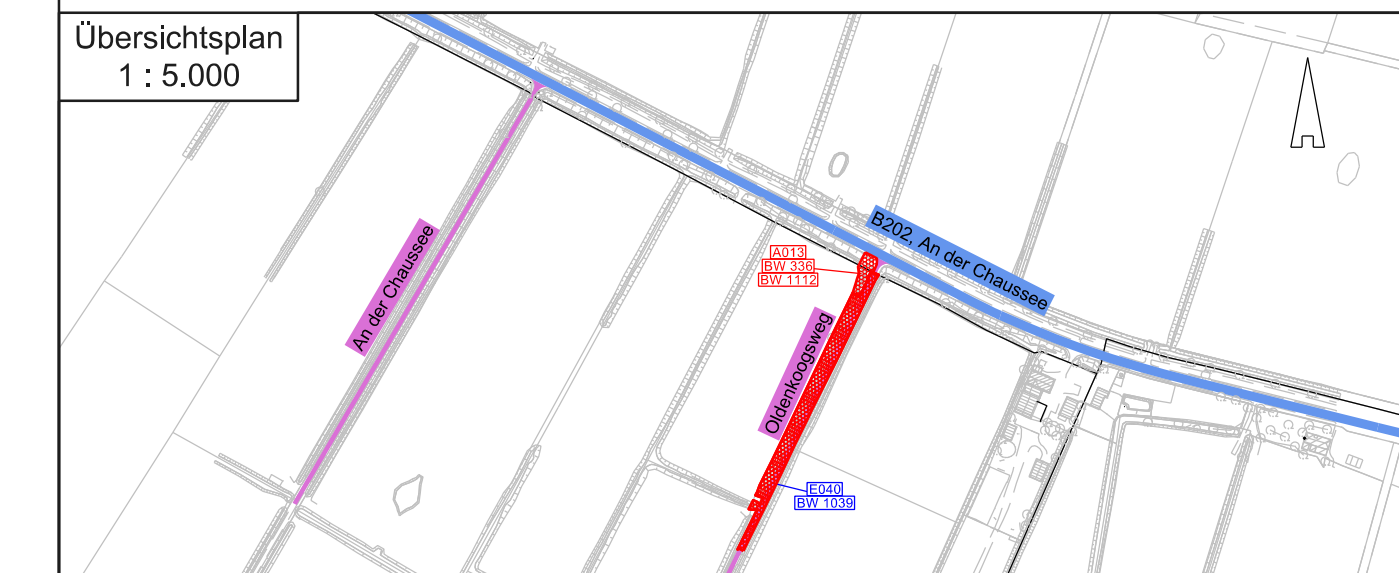 Übersichtsplan
1 : 5.000
An der Chaussee
B202, An der Chaussee
A013
BW 336
BW 1112
Oldenkoogsweg
E040
BW 1039